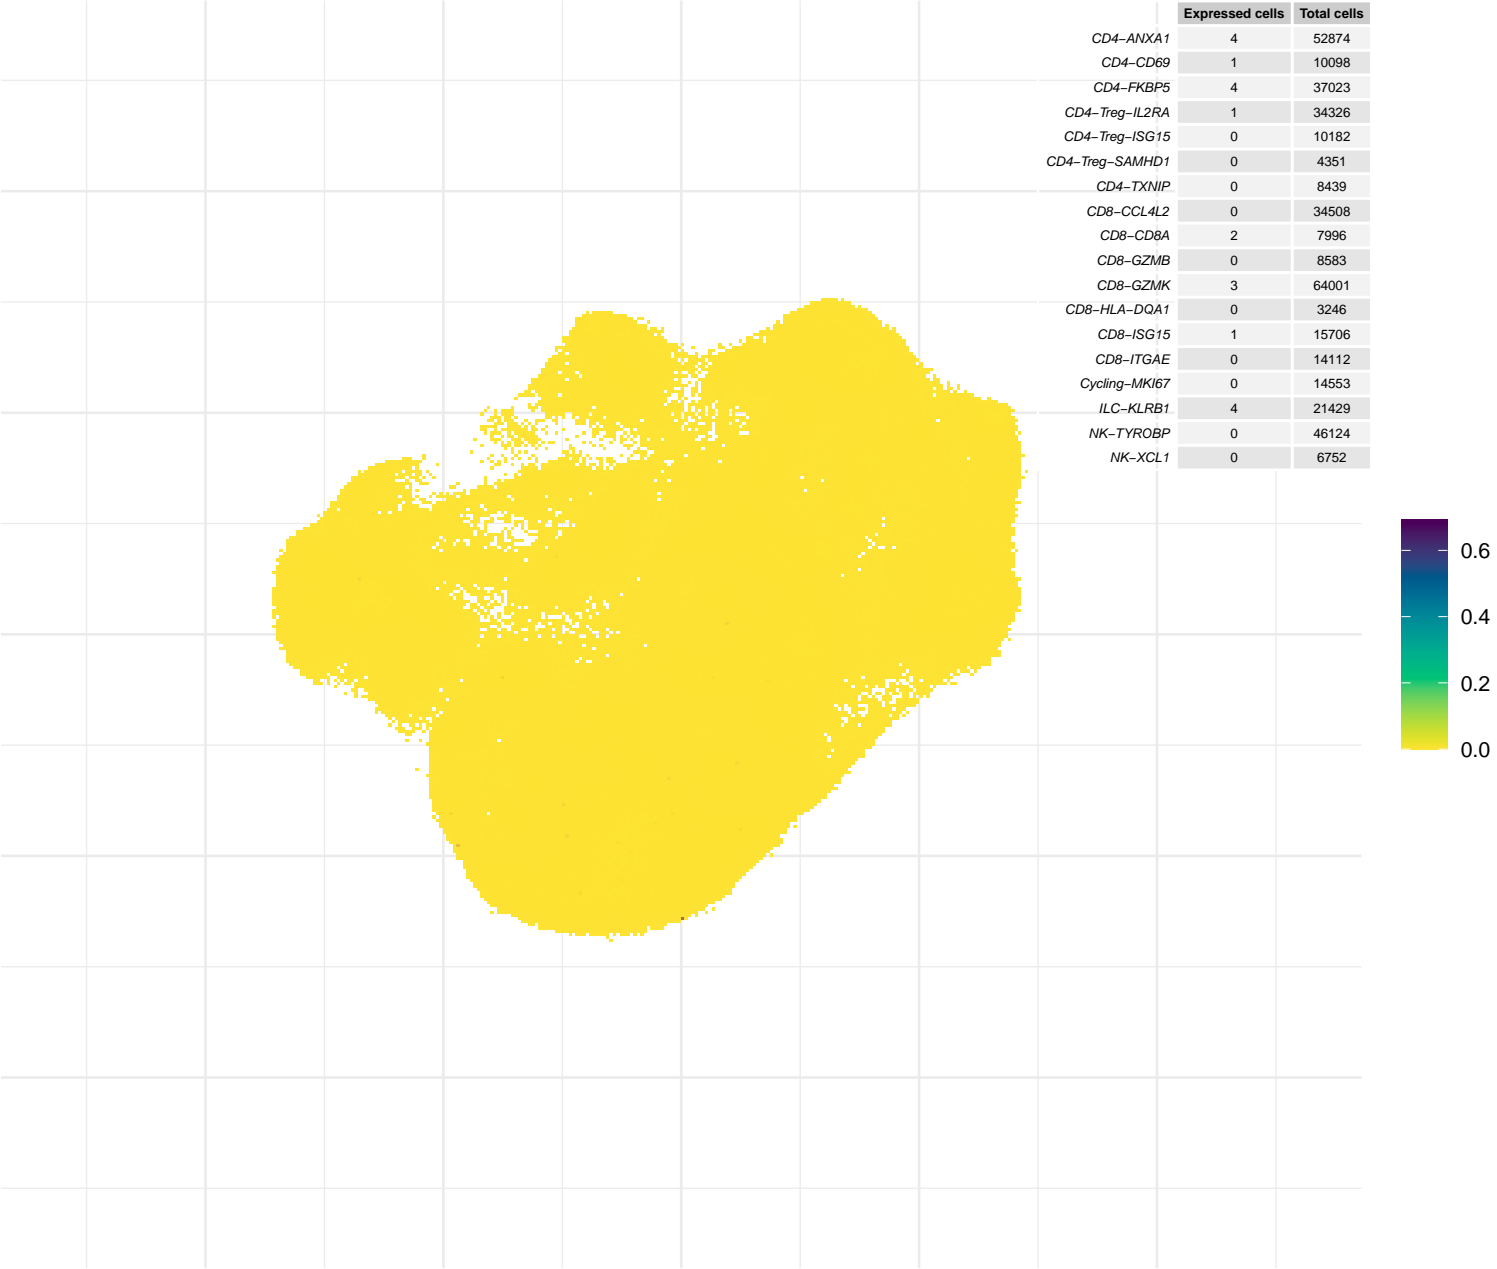 Expressed cells Total cells
CD4−ANXA1 4 52874
CD4−CD69 1 10098
CD4−FKBP5 4 37023
CD4−Treg−IL2RA 1 34326
CD4−Treg−ISG15 0 10182
CD4−Treg−SAMHD1 0 4351
CD4−TXNIP 0 8439
CD8−CCL4L2 0 34508
CD8−CD8A 2 7996
CD8−GZMB 0 8583
CD8−GZMK 3 64001
CD8−HLA−DQA1 0 3246
CD8−ISG15 1 15706
CD8−ITGAE 0 14112
Cycling−MKI67 0 14553
ILC−KLRB1 4 21429
NK−TYROBP 0 46124
NK−XCL1 0 6752
0.6
0.4
0.2
0.0